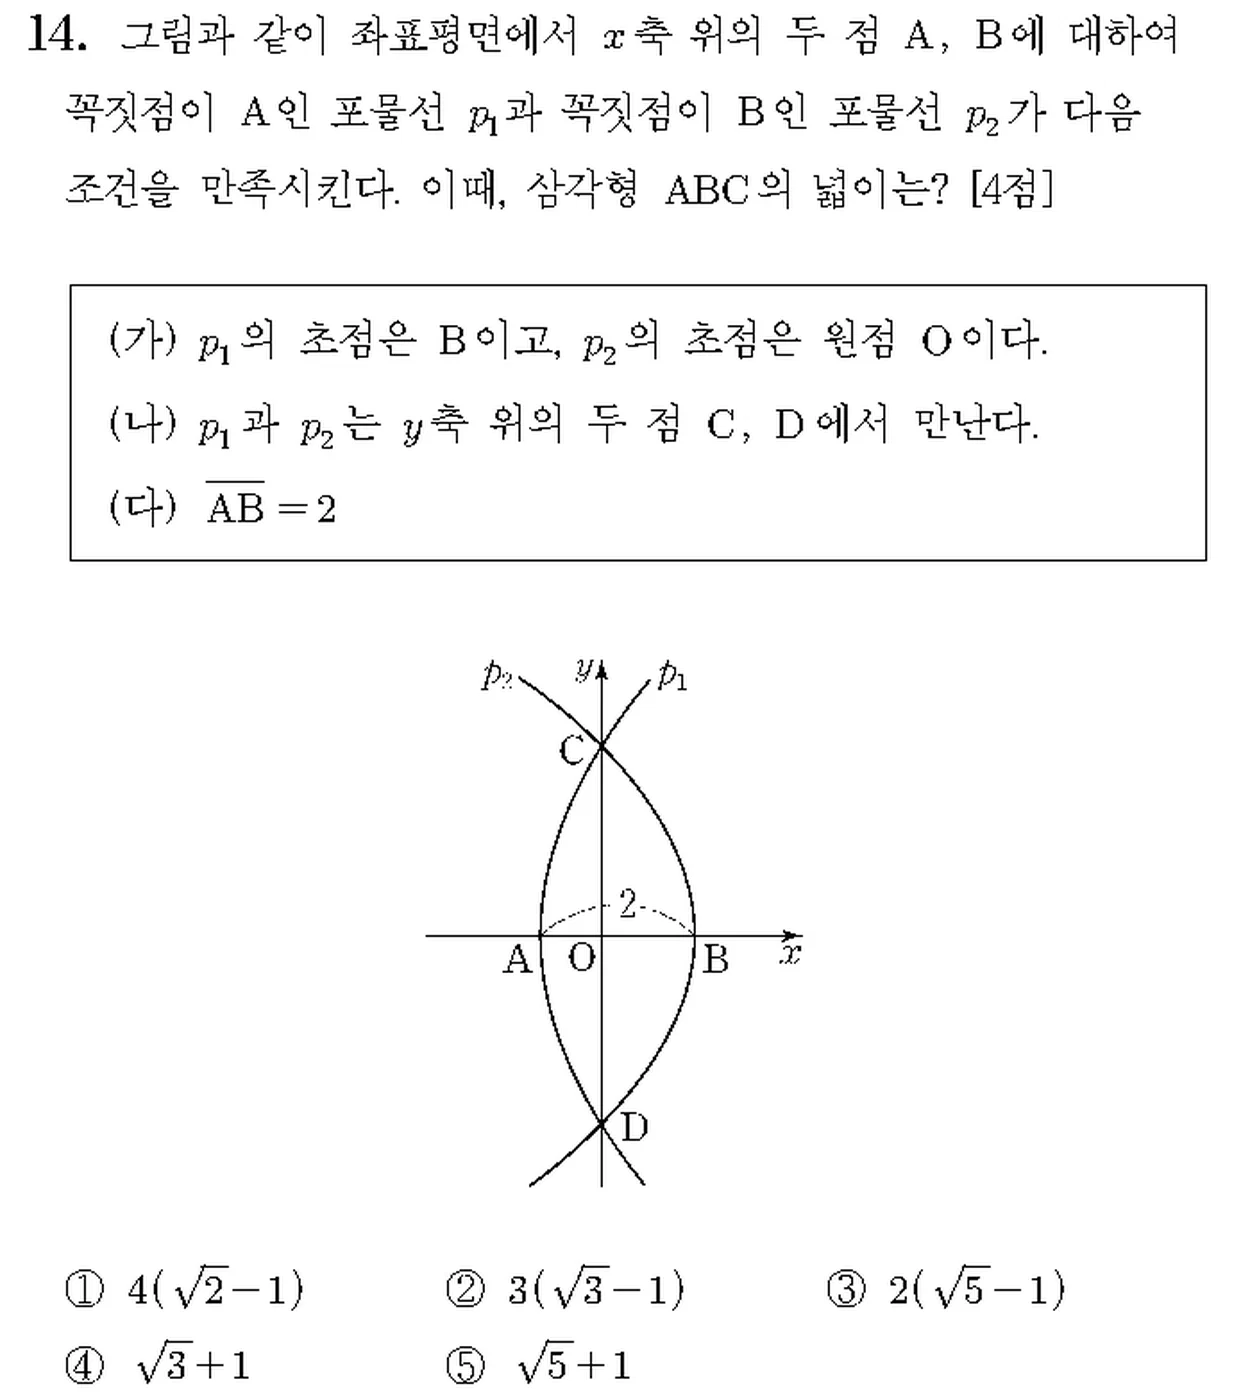 14. 그림과 같이 좌표평면에서 x축 위의 두 점 A, B에 대하여
꼭짓점이 A인 포물선 p₁과 꼭짓점이 B인 포물선 p₂가 다음
조건을 만족시킨다. 이때, 삼각형 ABC의 넓이는? [4점]
(가) p₁의 초점은 B이고, p₂의 초점은 원점 O이다.
(나) p₁과 p₂는 y축 위의 두 점 C, D에서 만난다.
(다) A̅B̅ = 2
p₂ y p₁
C
2
A O B x
D
① 4(√2−1) ② 3(√3−1) ③ 2(√5−1)
④ √3+1 ⑤ √5+1